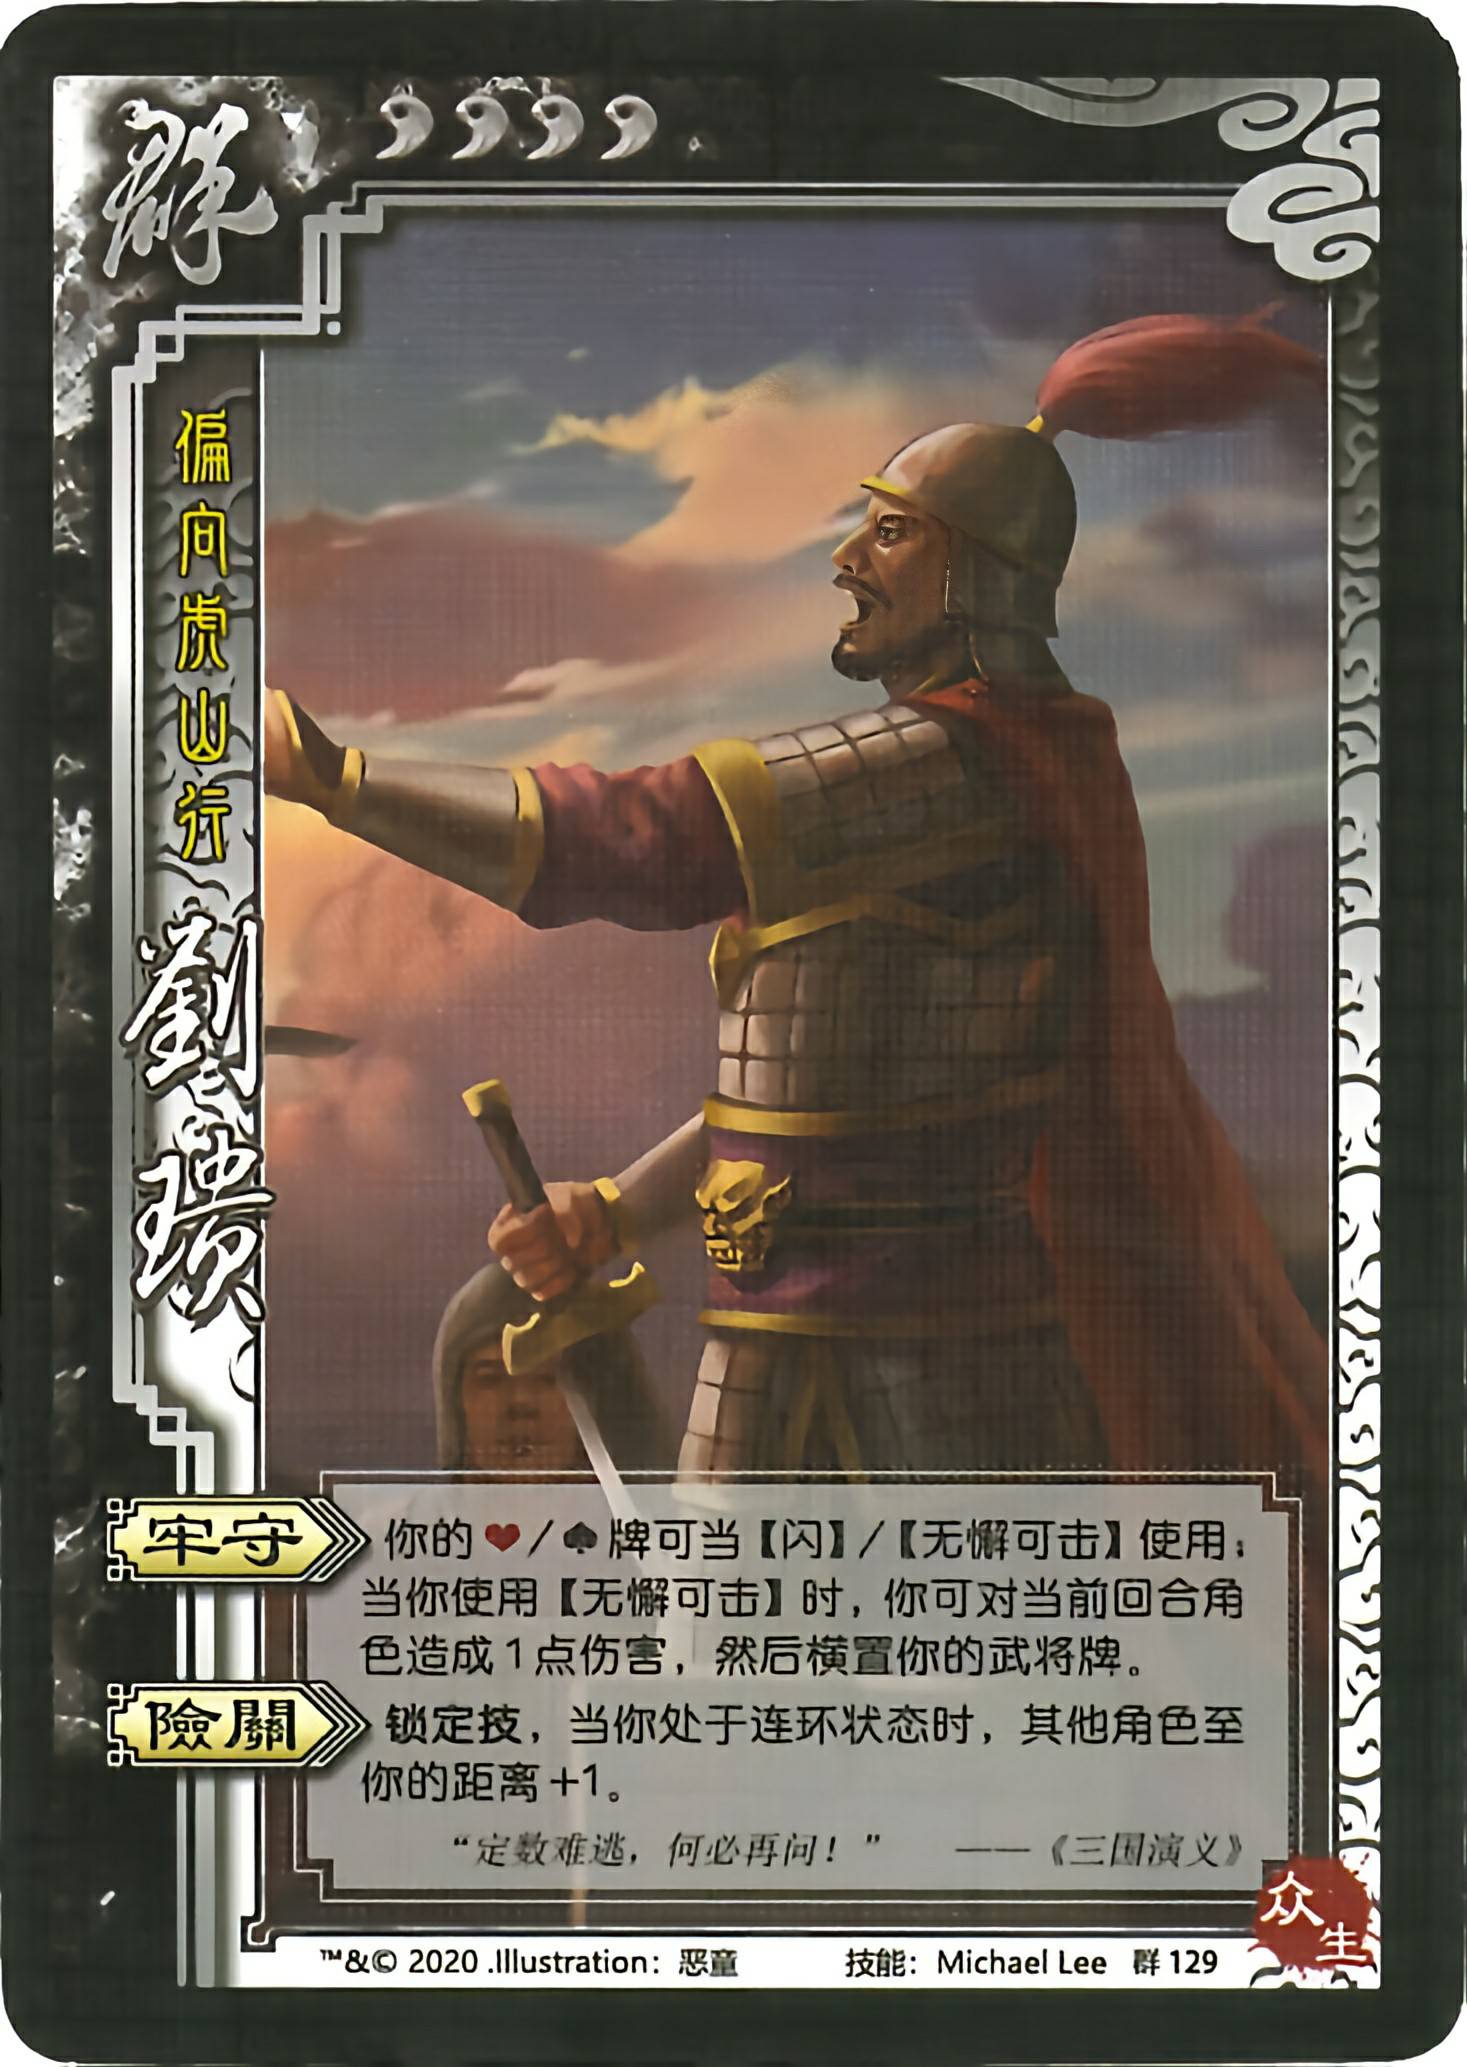 群
偏向虎山行
劉璝
牢守
你的♥/♠牌可当【闪】/【无懈可击】使用；
当你使用【无懈可击】时，你可对当前回合角
色造成1点伤害，然后横置你的武将牌。
險關
锁定技，当你处于连环状态时，其他角色至
你的距离+1。
“定数难逃，何必再问！” ——《三国演义》
众生
™&© 2020 .Illustration：恶童 技能：Michael Lee 群 129